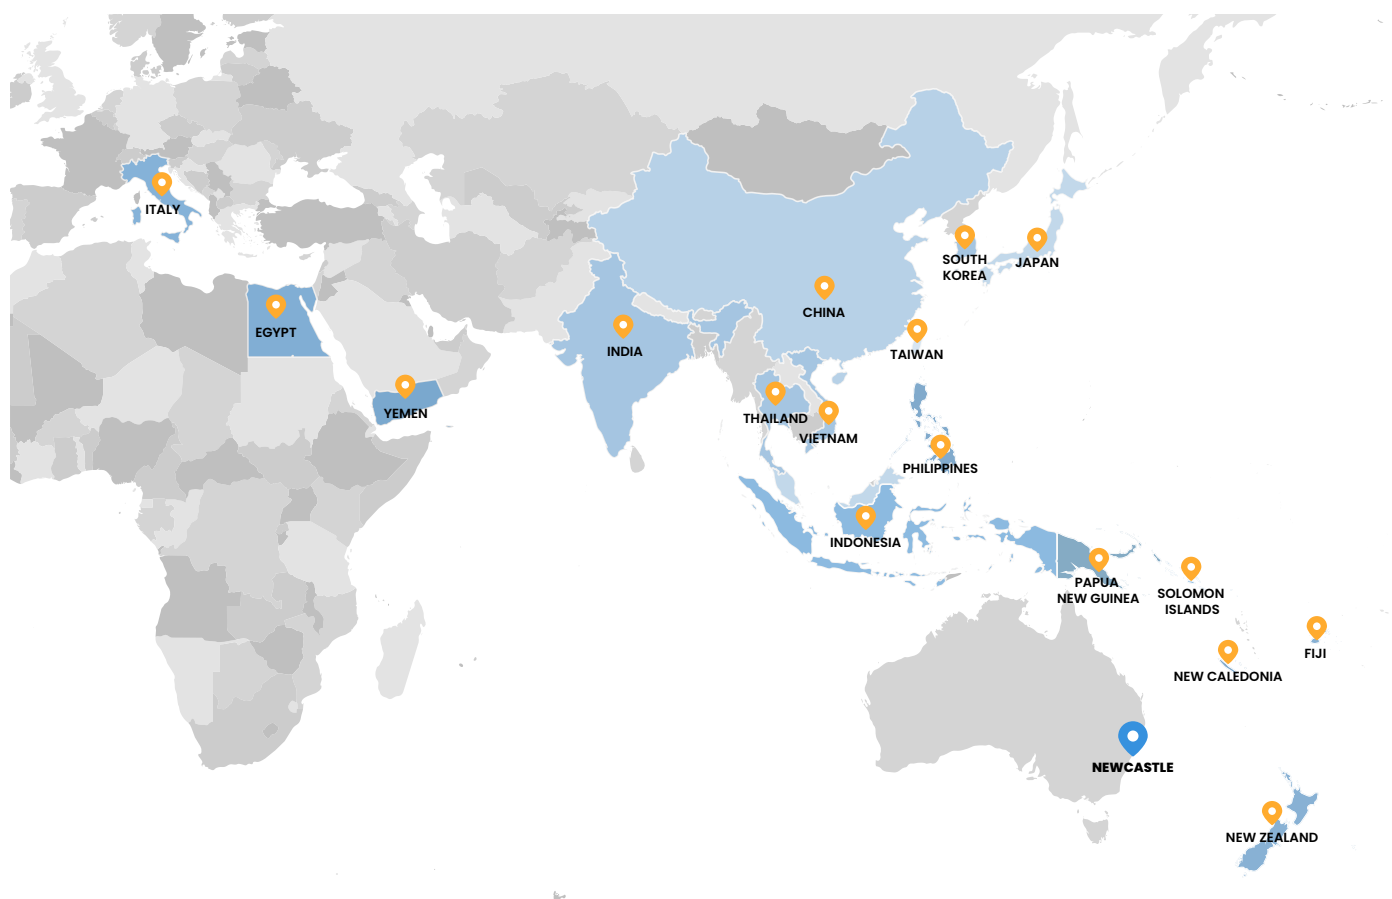 ITALY
SOUTH
KOREA
JAPAN
CHINA
EGYPT
INDIA
TAIWAN
YEMEN
THAILAND
VIETNAM
PHILIPPINES
INDONESIA
PAPUA
NEW GUINEA
SOLOMON
ISLANDS
FIJI
NEW CALEDONIA
NEWCASTLE
NEW ZEALAND